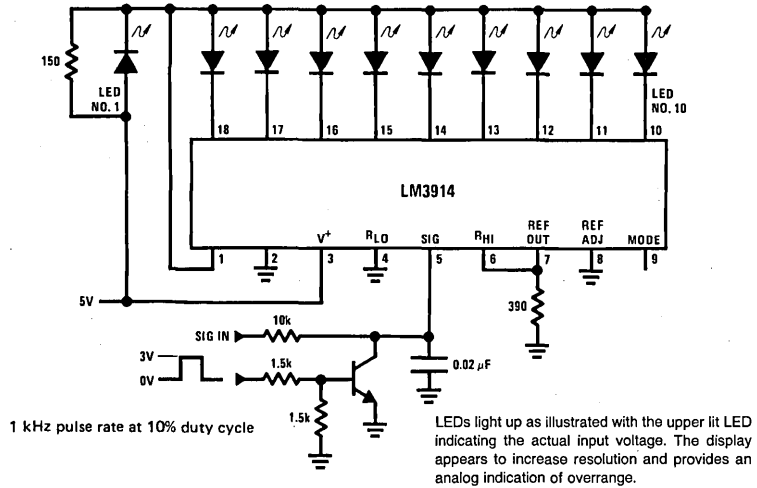 150
LED
NO. 1
LED
NO. 10
18 17 16 15 14 13 12 11 10
LM3914
V+ RLO SIG RHI REF OUT REF ADJ MODE
1 2 3 4 5 6 7 8 9
5V
390
SIG IN 10k
3V
0V
1.5k
0.02 μF
1.5k
1 kHz pulse rate at 10% duty cycle
LEDs light up as illustrated with the upper lit LED
indicating the actual input voltage. The display
appears to increase resolution and provides an
analog indication of overrange.